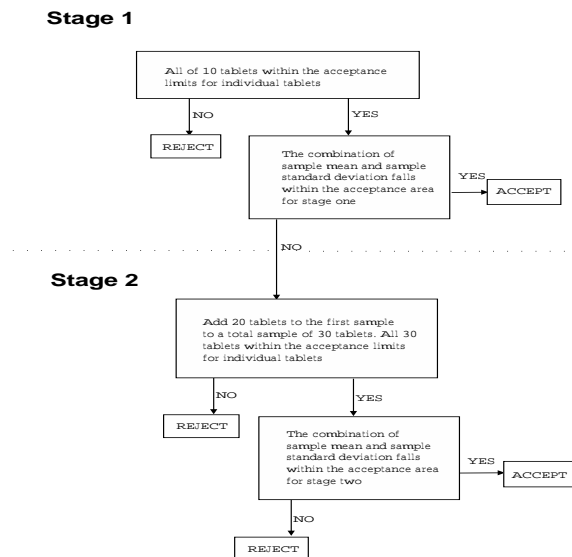 Stage 1
All of 10 tablets within the acceptance
limits for individual tablets
NO
YES
REJECT
The combination of
sample mean and sample
standard deviation falls
within the acceptance area
for stage one
YES
ACCEPT
NO
Stage 2
Add 20 tablets to the first sample
to a total sample of 30 tablets. All 30
tablets within the acceptance limits
for individual tablets
NO
YES
REJECT
The combination of
sample mean and sample
standard deviation falls
within the acceptance area
for stage two
YES
ACCEPT
NO
REJECT